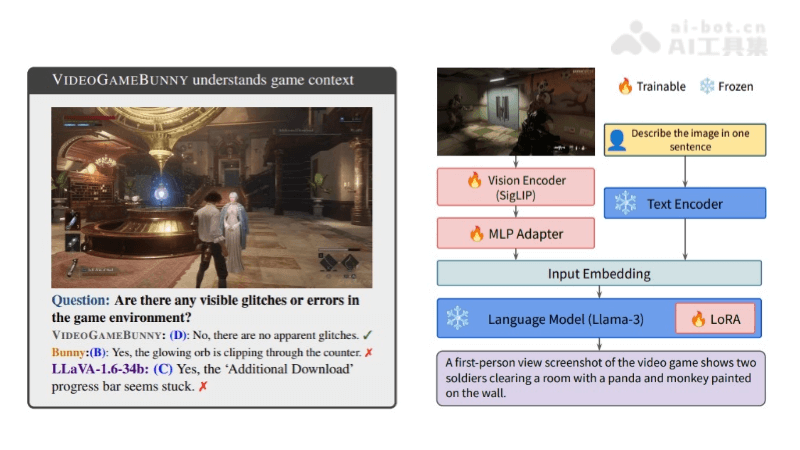 ai-bot.cn
AI工具集
VIDEOGAMEBUNNY understands game context
Question: Are there any visible glitches or errors in
the game environment?
VIDEOGAMEBUNNY: (D): No, there are no apparent glitches. ✓
Bunny:(B): Yes, the glowing orb is clipping through the counter. ✗
LLaVA-1.6-34b: (C) Yes, the ‘Additional Download’
progress bar seems stuck. ✗
Trainable
Frozen
Describe the image in one
sentence
Vision Encoder
(SigLIP)
Text Encoder
MLP Adapter
Input Embedding
Language Model (Llama-3)
LoRA
A first-person view screenshot of the video game shows two
soldiers clearing a room with a panda and monkey painted
on the wall.